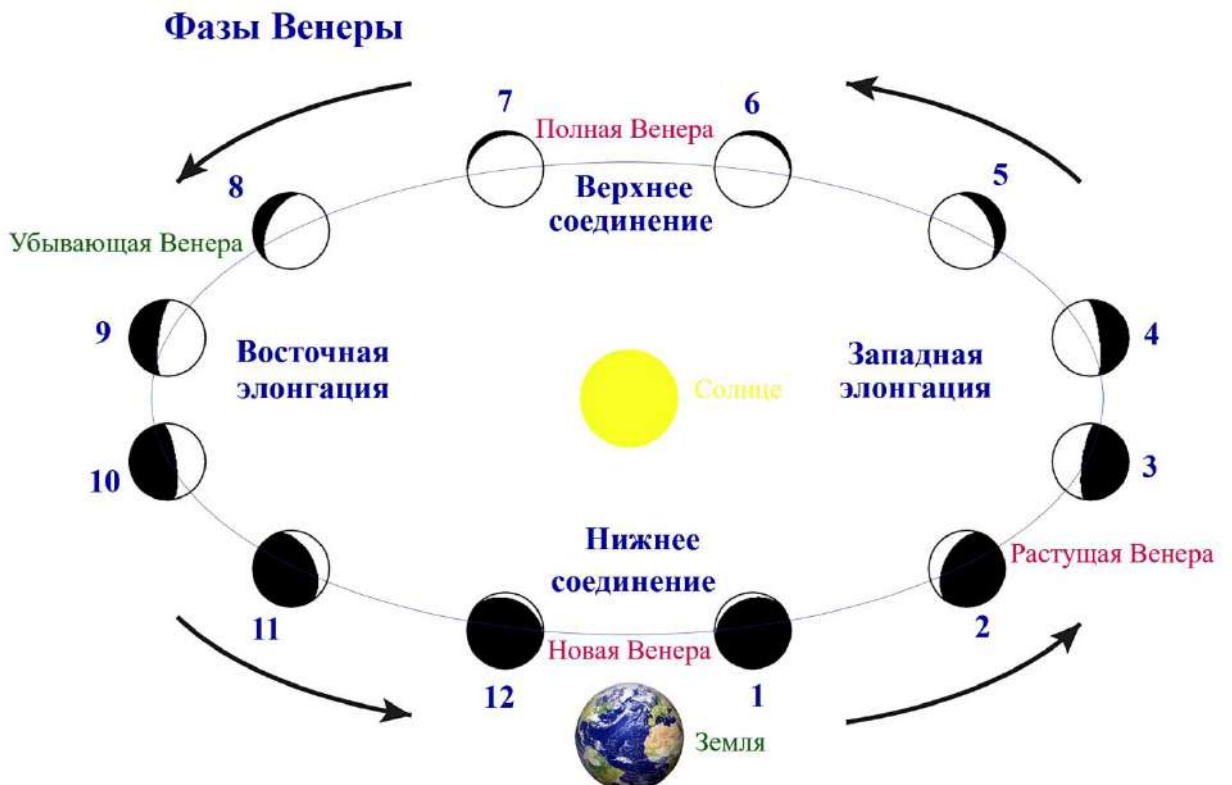 Фазы Венеры
7
Полная Венера
6
8
Верхнее
соединение
5
Убывающая Венера
9
Восточная
элонгация
Солнце
Западная
элонгация
4
10
3
Нижнее
соединение
Растущая Венера
11
2
12
Новая Венера
1
Земля